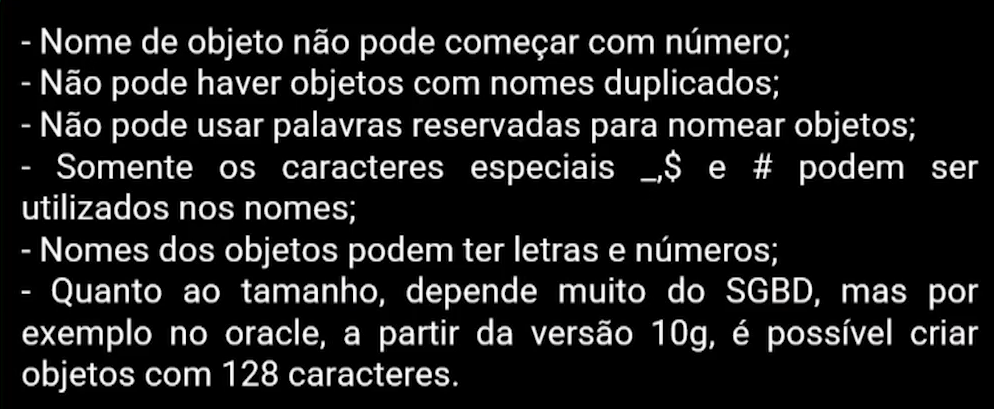 - Nome de objeto não pode começar com número;
- Não pode haver objetos com nomes duplicados;
- Não pode usar palavras reservadas para nomear objetos;
- Somente os caracteres especiais _,$ e # podem ser
utilizados nos nomes;
- Nomes dos objetos podem ter letras e números;
- Quanto ao tamanho, depende muito do SGBD, mas por
exemplo no oracle, a partir da versão 10g, é possível criar
objetos com 128 caracteres.